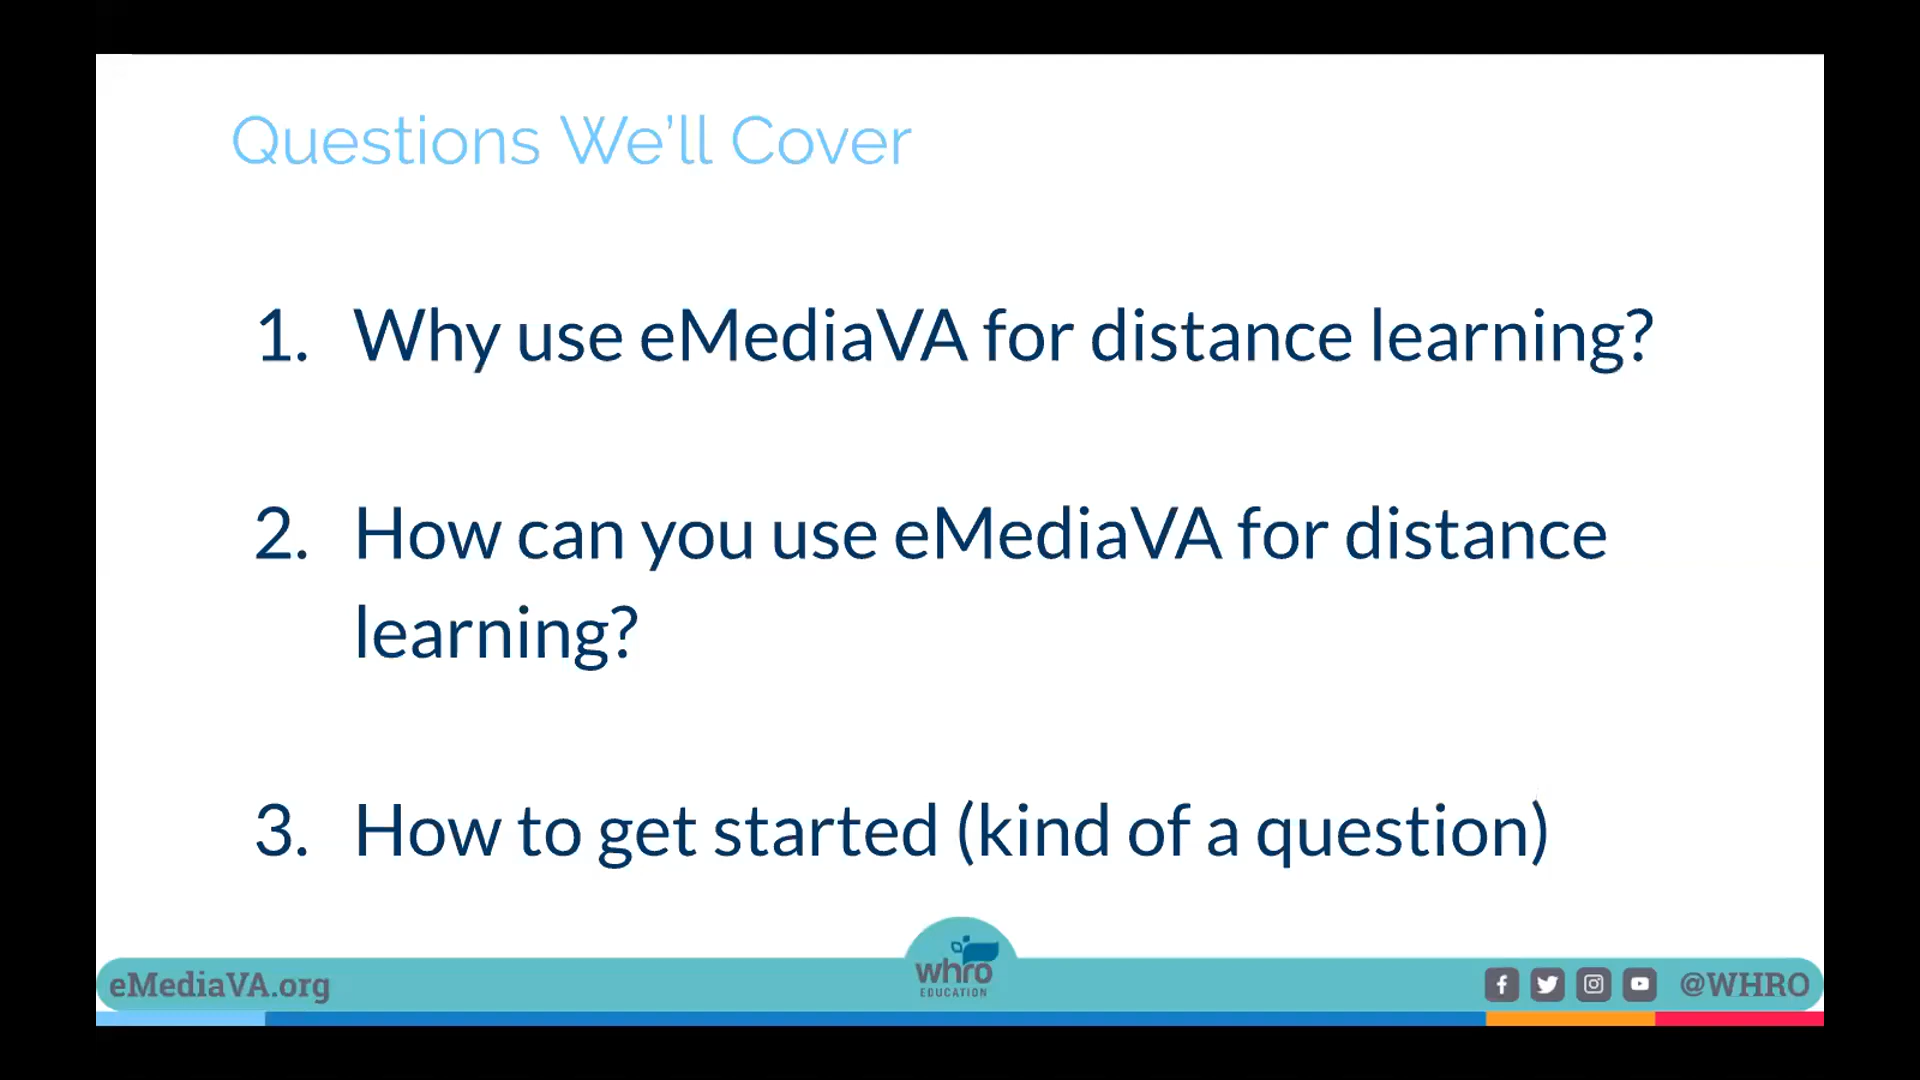 Questions We'll Cover
1. Why use eMediaVA for distance learning?
2. How can you use eMediaVA for distance
learning?
3. How to get started (kind of a question)
eMediaVA.org
whro
EDUCATION
@WHRO